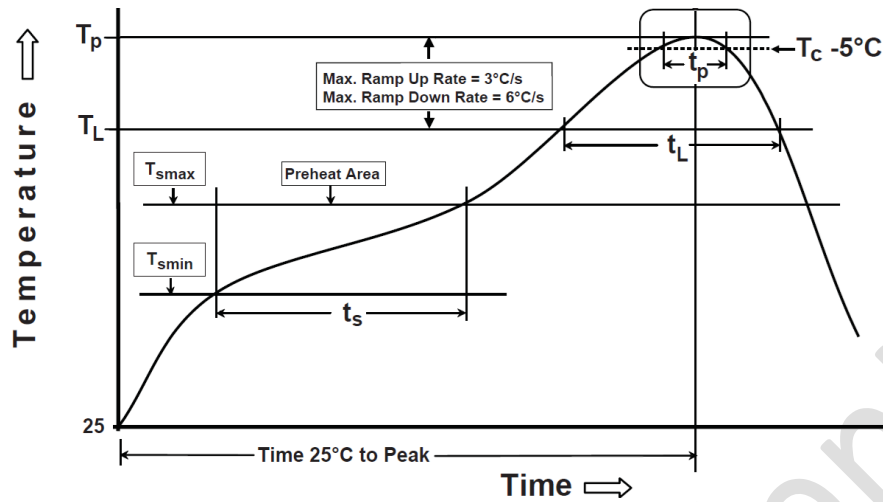 Tp
Tc -5°C
tp
Max. Ramp Up Rate = 3°C/s
Max. Ramp Down Rate = 6°C/s
TL
tL
Tsmax
Preheat Area
Tsmin
ts
Temperature
25
Time 25°C to Peak
Time